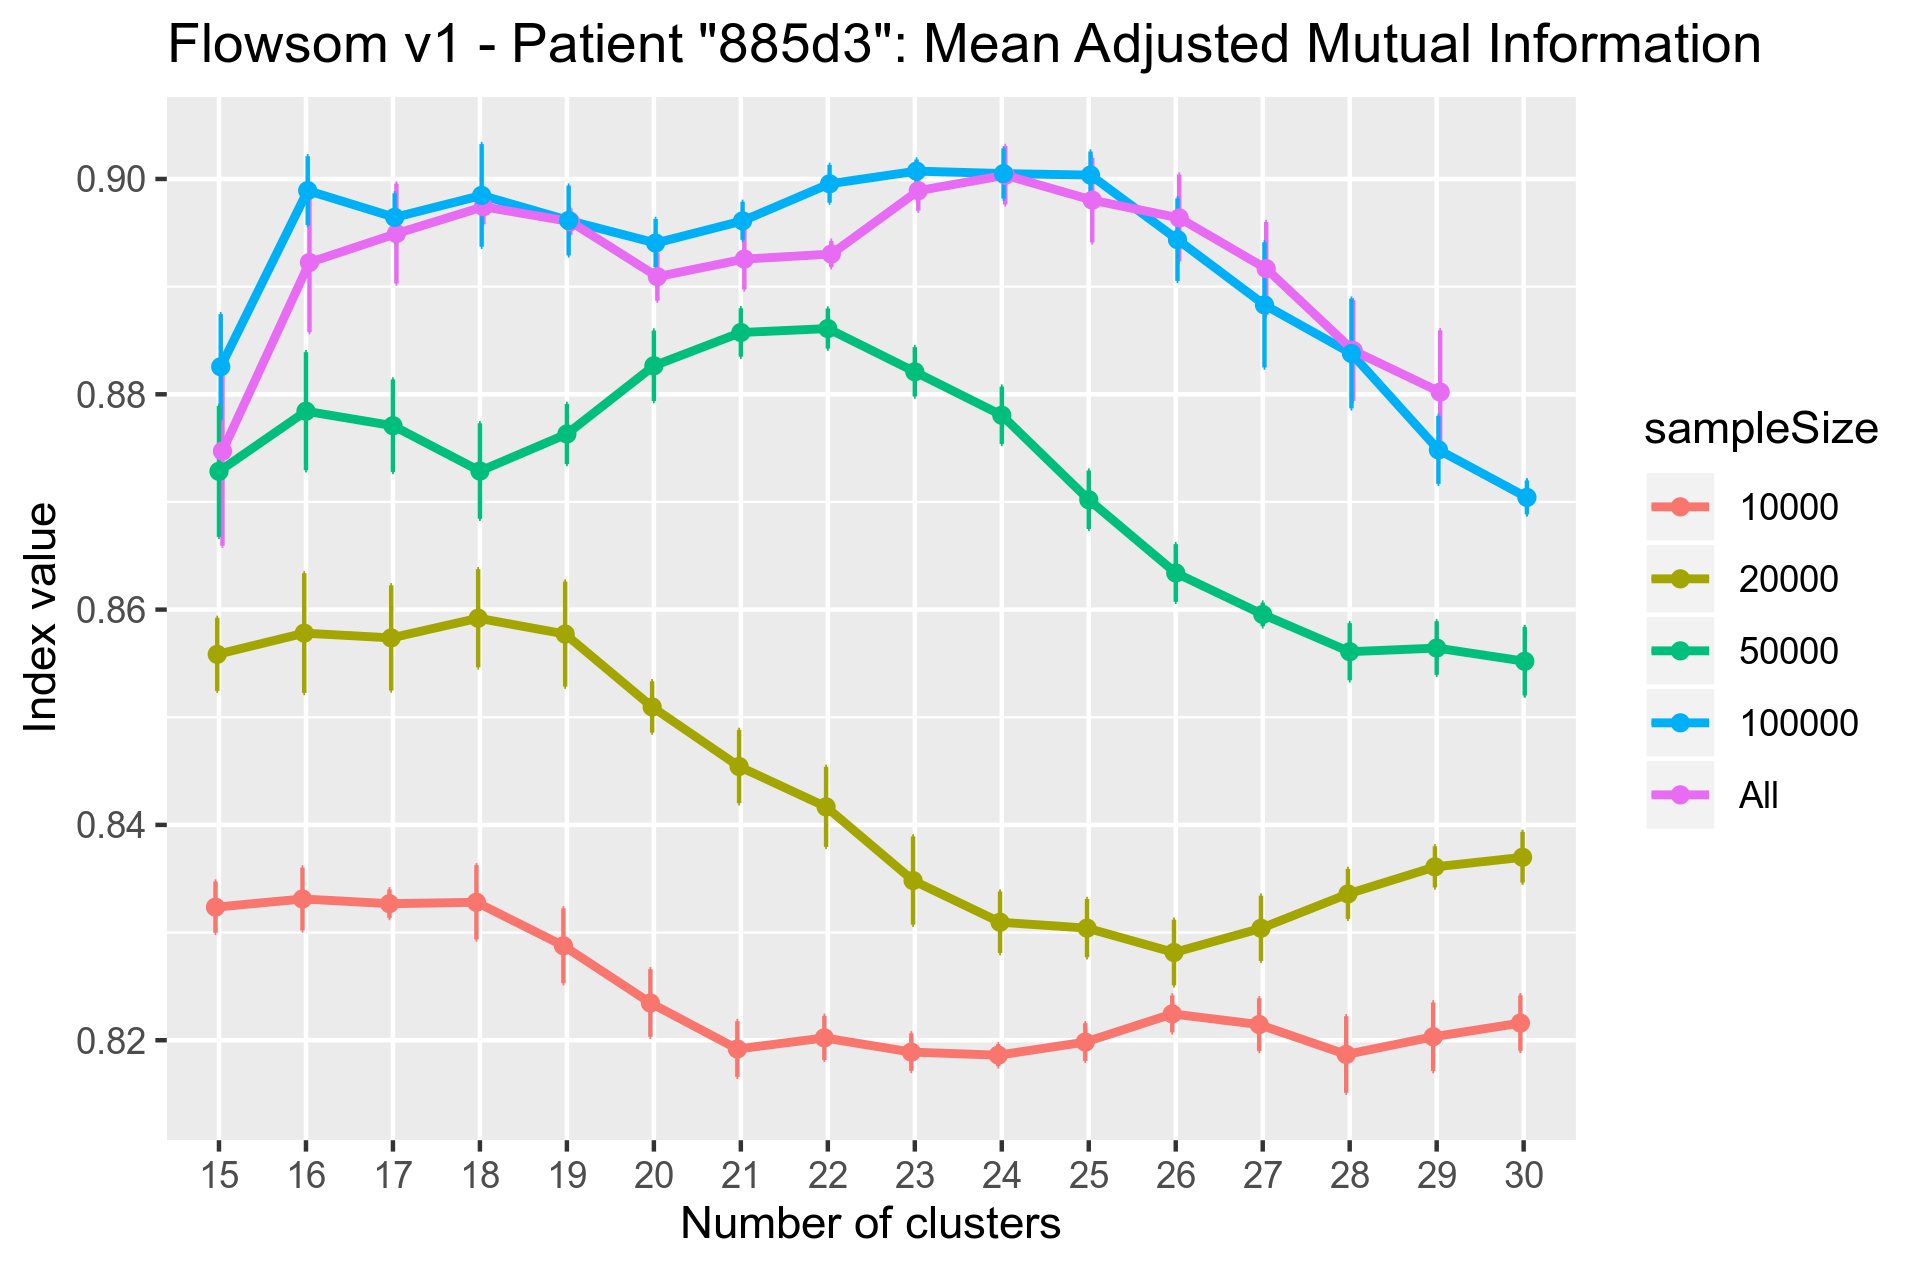 Flowsom v1 - Patient "885d3": Mean Adjusted Mutual Information
0.90
0.88
0.86
0.84
0.82
Index value
15 16 17 18 19 20 21 22 23 24 25 26 27 28 29 30
Number of clusters
sampleSize
10000
20000
50000
100000
All